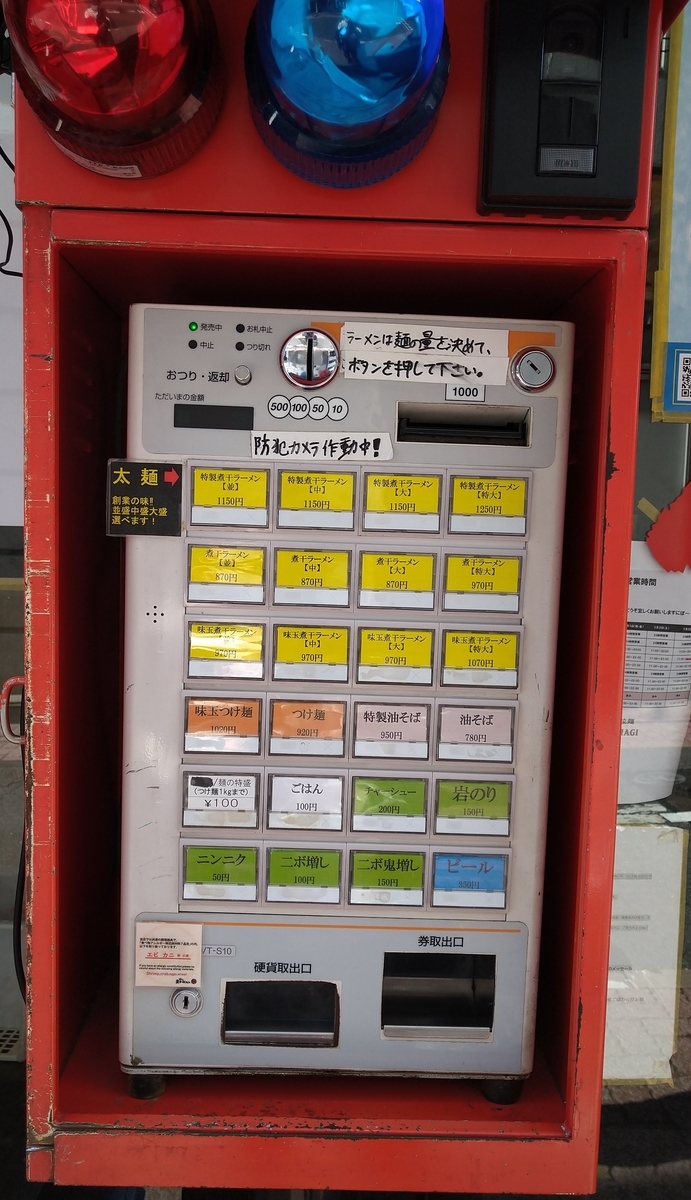 発売中
お札中止
中止
つり切れ
おつり・返却
ただいまの金額
500 100 50 10
ラーメンは麺の量を決めて、
ボタンを押して下さい。
1000
防犯カメラ作動中!
太麺
創業の味!!
並盛中盛大盛
選べます!
特製煮干ラーメン
【並】
1150円
特製煮干ラーメン
【中】
1150円
特製煮干ラーメン
【大】
1150円
特製煮干ラーメン
【特大】
1250円
煮干ラーメン
【並】
870円
煮干ラーメン
【中】
870円
煮干ラーメン
【大】
870円
煮干ラーメン
【特大】
970円
味玉煮干ラーメン
970円
味玉煮干ラーメン
【中】
970円
味玉煮干ラーメン
【大】
970円
味玉煮干ラーメン
【特大】
1070円
味玉つけ麺
1020円
つけ麺
920円
特製油そば
950円
油そば
780円
/麺の特盛
(つけ麺1kgまで)
¥100
ごはん
100円
チャーシュー
200円
岩のり
150円
ニンニク
50円
ニボ増し
100円
ニボ鬼増し
150円
ビール
350円
VT-S10
エビ カニ
硬貨取出口
券取出口
営業時間